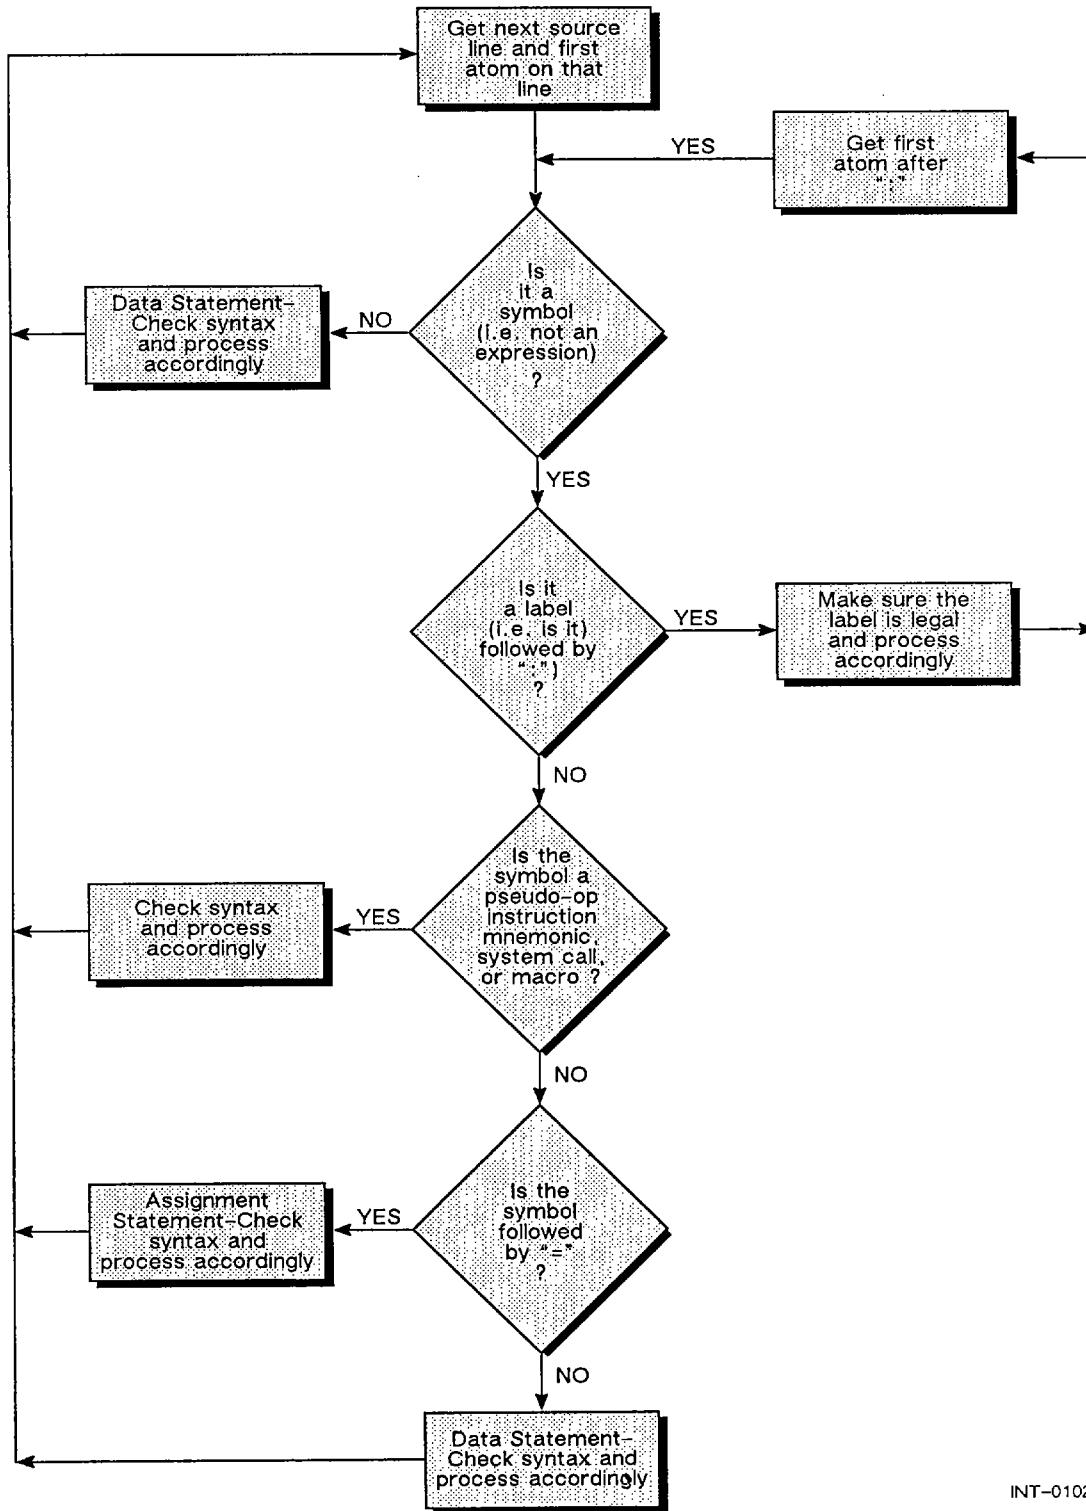 Get next source
line and first
atom on that
line
YES
Get first
atom after
":"
Is
it a
symbol
(i.e. not an
expression)
?
NO
Data Statement-
Check syntax
and process
accordingly
YES
Is it
a label
(i.e. is it)
followed by
":")
?
YES
Make sure the
label is legal
and process
accordingly
NO
Is the
symbol a
pseudo-op
instruction
mnemonic
system call,
or macro ?
YES
Check syntax
and process
accordingly
NO
Is the
symbol
followed
by "="
?
YES
Assignment
Statement-Check
syntax and
process accordingly
NO
Data Statement-
Check syntax and
process accordingly
INT-0102